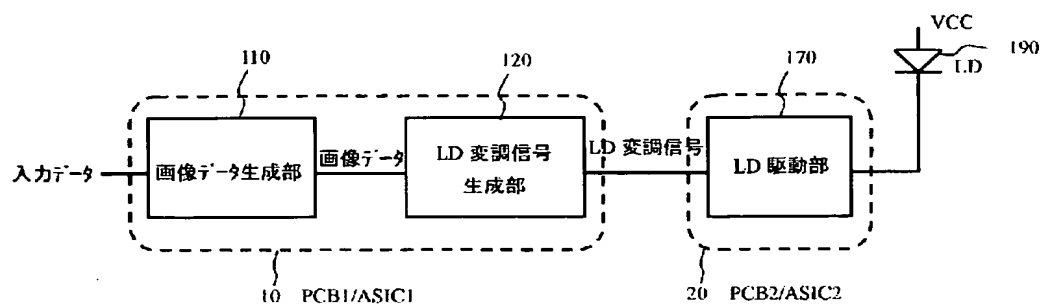 VCC
190
LD
110
120
170
入力データ
画像データ生成部
画像データ
LD 変調信号
生成部
LD 変調信号
LD 駆動部
10 PCB1/ASIC1
20 PCB2/ASIC2